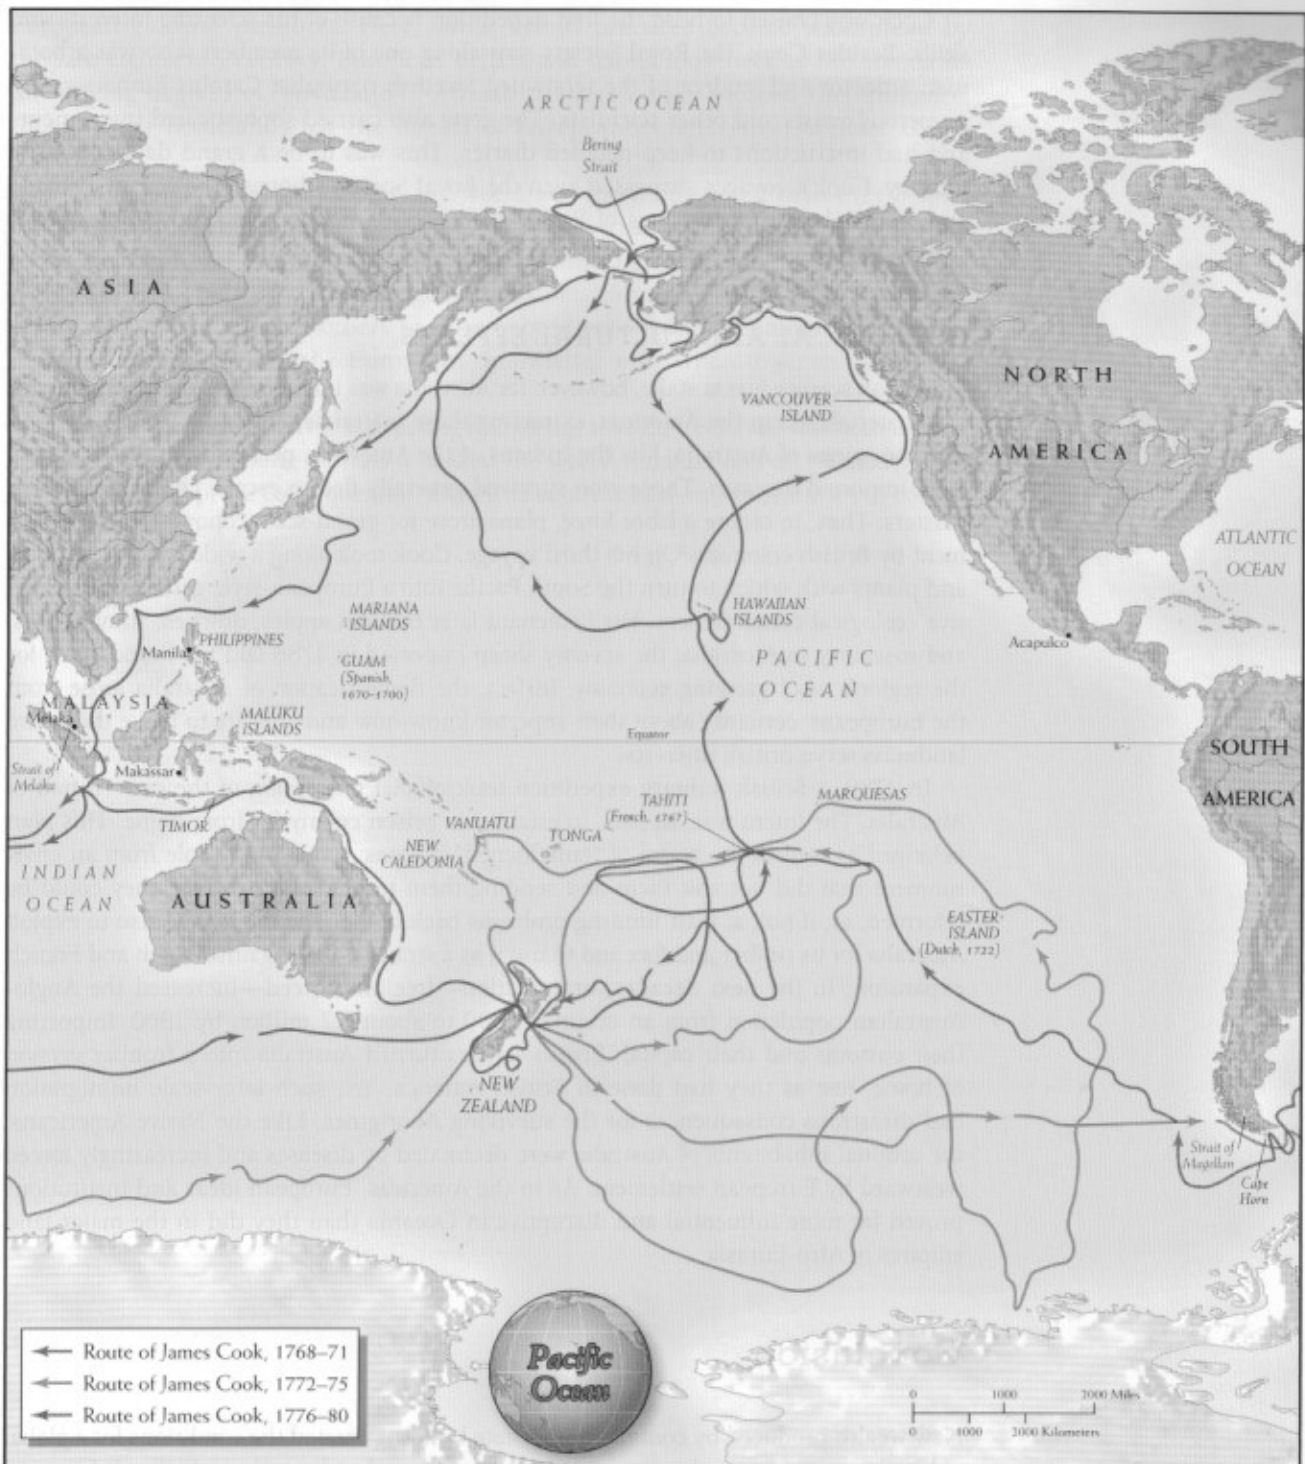 ARCTIC OCEAN
Bering
Strait
ASIA
NORTH
AMERICA
VANCOUVER
ISLAND
ATLANTIC
OCEAN
MARIANA
ISLANDS
HAWAIIAN
ISLANDS
PHILIPPINES
Manila
Acapulco
GUAM
(Spanish,
1670–1700)
PACIFIC
OCEAN
MALAYSIA
Melaka
MALUKU
ISLANDS
Equator
SOUTH
AMERICA
Strait of
Melaka
Makassar
TIMOR
TAHITI
(French, 1767)
MARQUESAS
VANUATU
TONGA
NEW
CALEDONIA
INDIAN
OCEAN
AUSTRALIA
EASTER
ISLAND
(Dutch, 1722)
NEW
ZEALAND
Strait of
Magellan
Cape
Horn
Route of James Cook, 1768–71
Route of James Cook, 1772–75
Route of James Cook, 1776–80
Pacific
Ocean
0 1000 2000 Miles
0 1000 2000 Kilometers